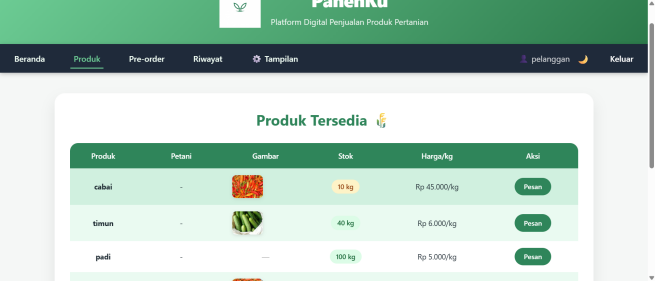 PanenKu
Platform Digital Penjualan Produk Pertanian
Beranda Produk Pre-order Riwayat Tampilan pelanggan Keluar
Produk Tersedia
Produk Petani Gambar Stok Harga/kg Aksi
cabai - 10 kg Rp 45.000/kg Pesan
timun - 40 kg Rp 6.000/kg Pesan
padi - — 100 kg Rp 5.000/kg Pesan